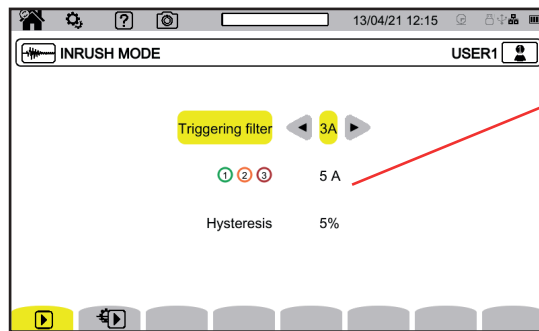 ? 13/04/21 12:15
INRUSH MODE USER1
Triggering filter ◄ 3A ►
1 2 3 5 A
Hysteresis 5%